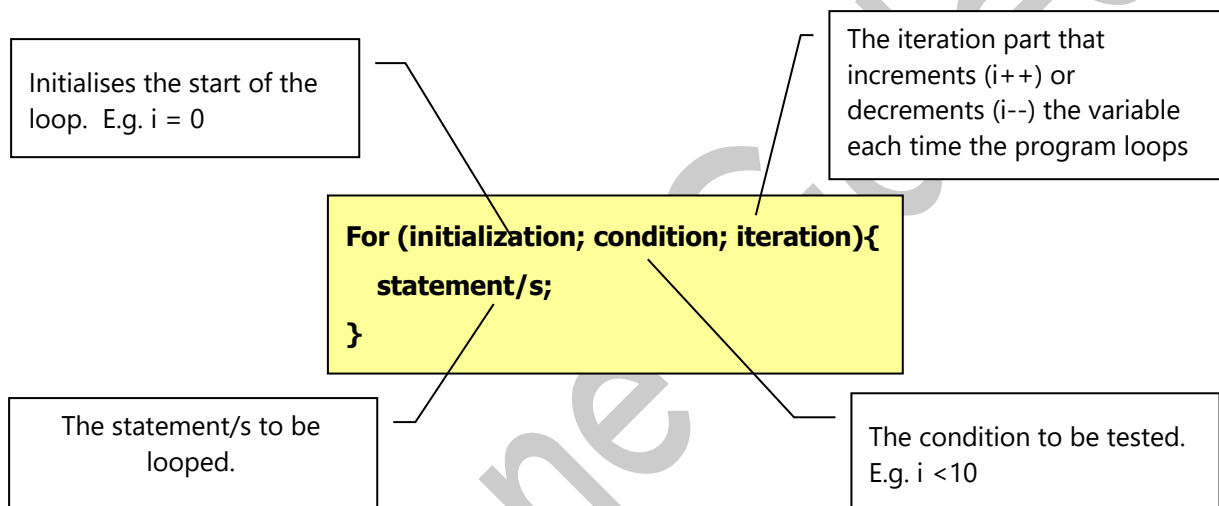 Initialises the start of the
loop.  E.g. i = 0
The iteration part that
increments (i++) or
decrements (i--) the variable
each time the program loops
For (initialization; condition; iteration){
statement/s;
}
The statement/s to be
looped.
The condition to be tested.
E.g. i <10